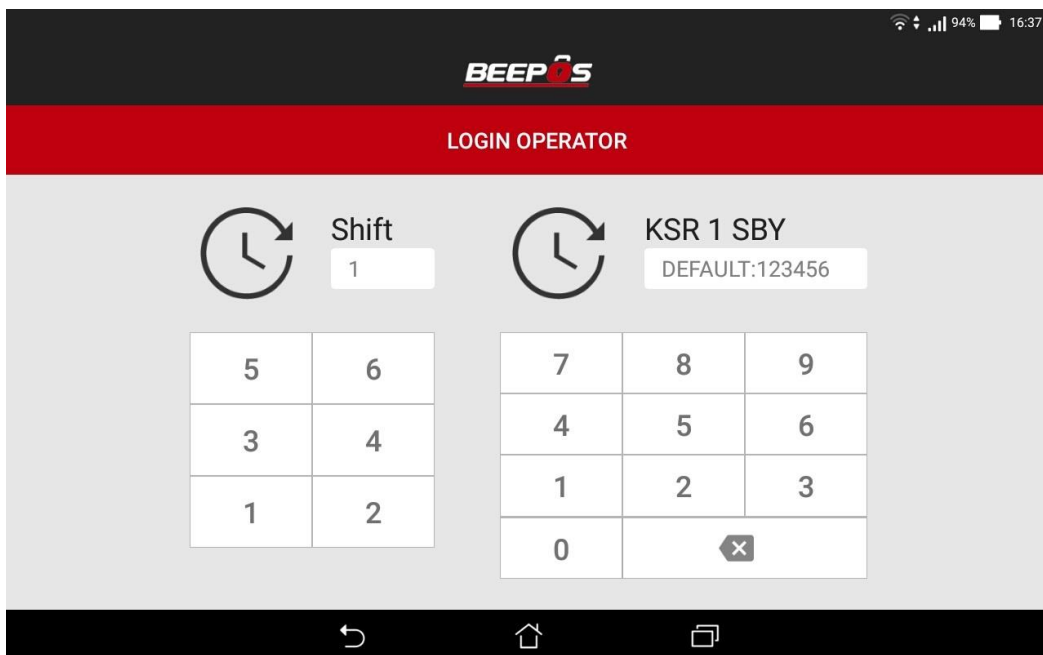 94% 16:37
BEEPOS
LOGIN OPERATOR
Shift
1
KSR 1 SBY
DEFAULT:123456
5 6
3 4
1 2
7 8 9
4 5 6
1 2 3
0